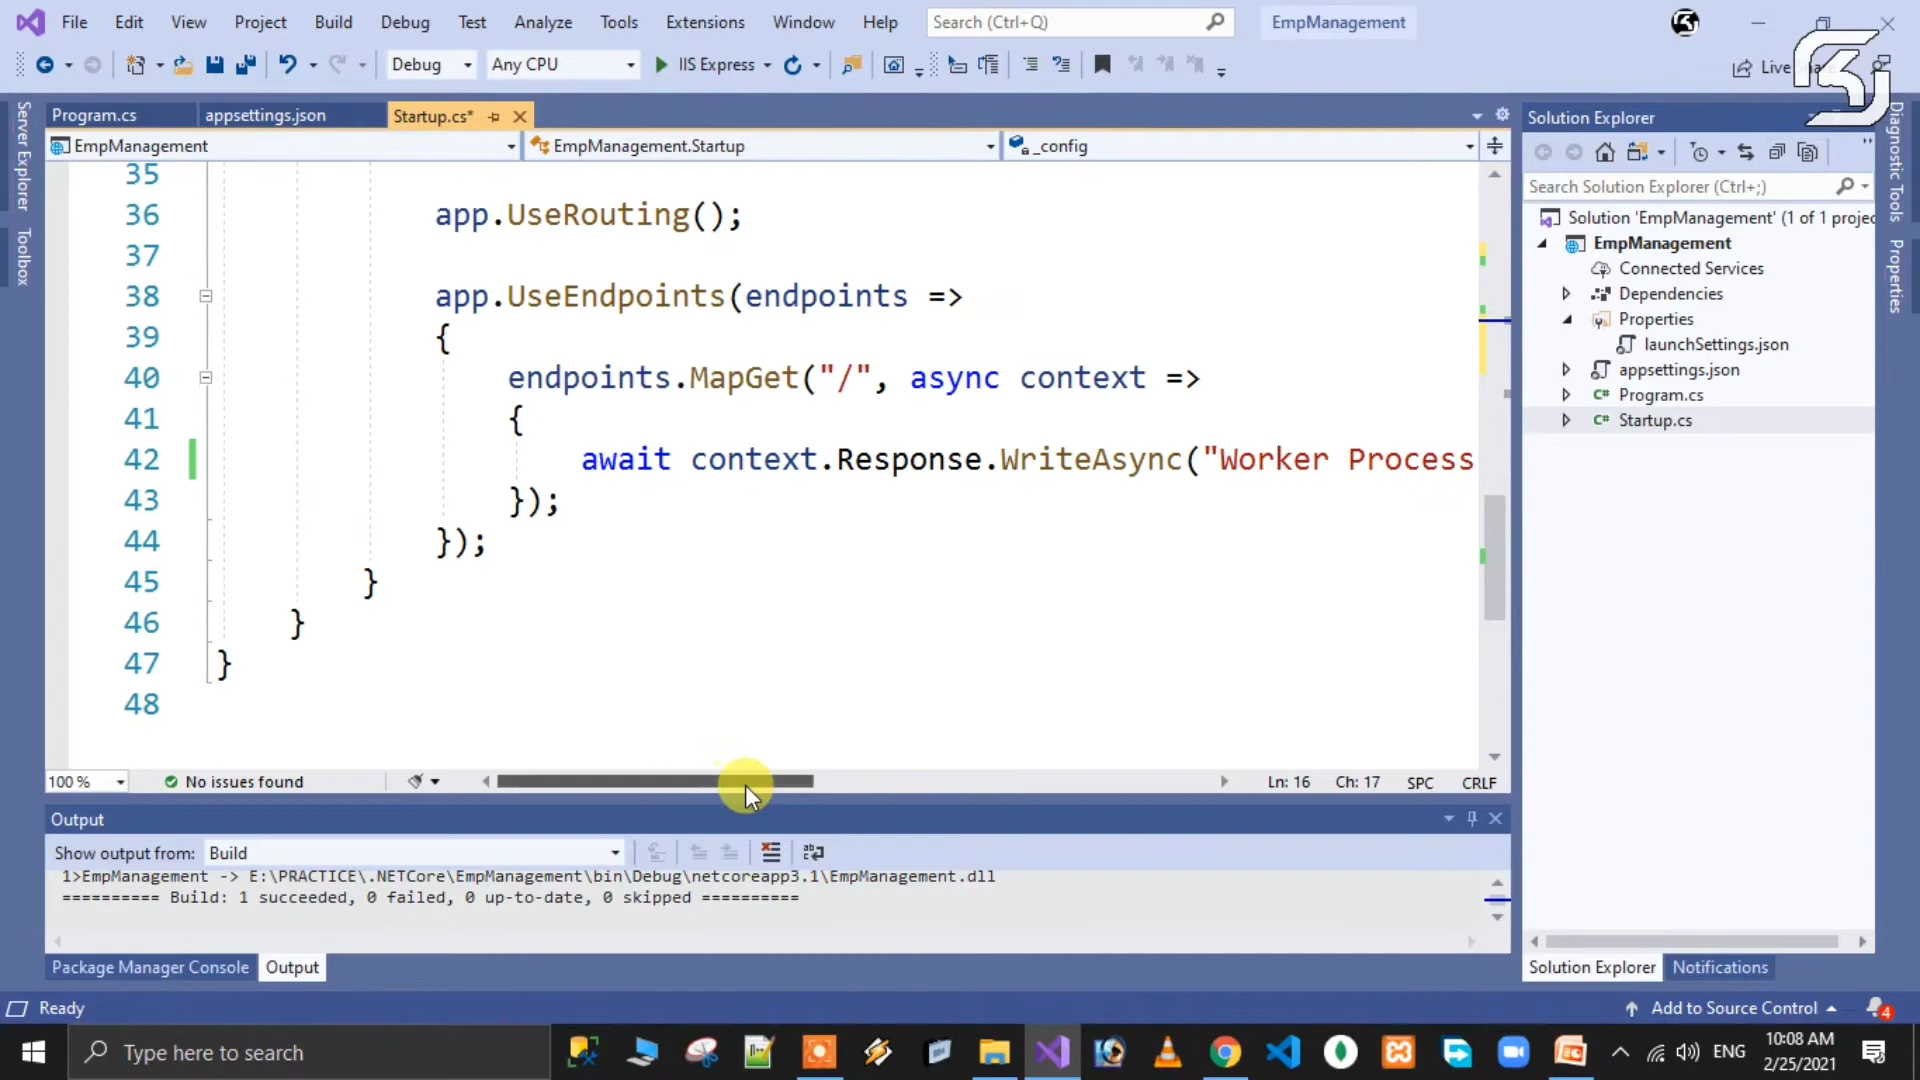 File Edit View Project Build Debug Test Analyze Tools Extensions Window Help Search (Ctrl+Q) EmpManagement
Debug Any CPU IIS Express Live
Server Explorer
Toolbox
Program.cs appsettings.json Startup.cs*
EmpManagement EmpManagement.Startup _config
35
36 app.UseRouting();
37
38 app.UseEndpoints(endpoints =>
39 {
40 endpoints.MapGet("/", async context =>
41 {
42 await context.Response.WriteAsync("Worker Process
43 });
44 });
45 }
46 }
47 }
48
100 % No issues found Ln: 16 Ch: 17 SPC CRLF
Output
Show output from: Build
1>EmpManagement -> E:\PRACTICE\.NETCore\EmpManagement\bin\Debug\netcoreapp3.1\EmpManagement.dll
========== Build: 1 succeeded, 0 failed, 0 up-to-date, 0 skipped ==========
Package Manager Console Output
Solution Explorer
Search Solution Explorer (Ctrl+;)
Solution 'EmpManagement' (1 of 1 projec
EmpManagement
Connected Services
Dependencies
Properties
launchSettings.json
appsettings.json
C# Program.cs
C# Startup.cs
Solution Explorer Notifications
Diagnostic Tools
Properties
Ready Add to Source Control 4
Type here to search ENG 10:08 AM
2/25/2021